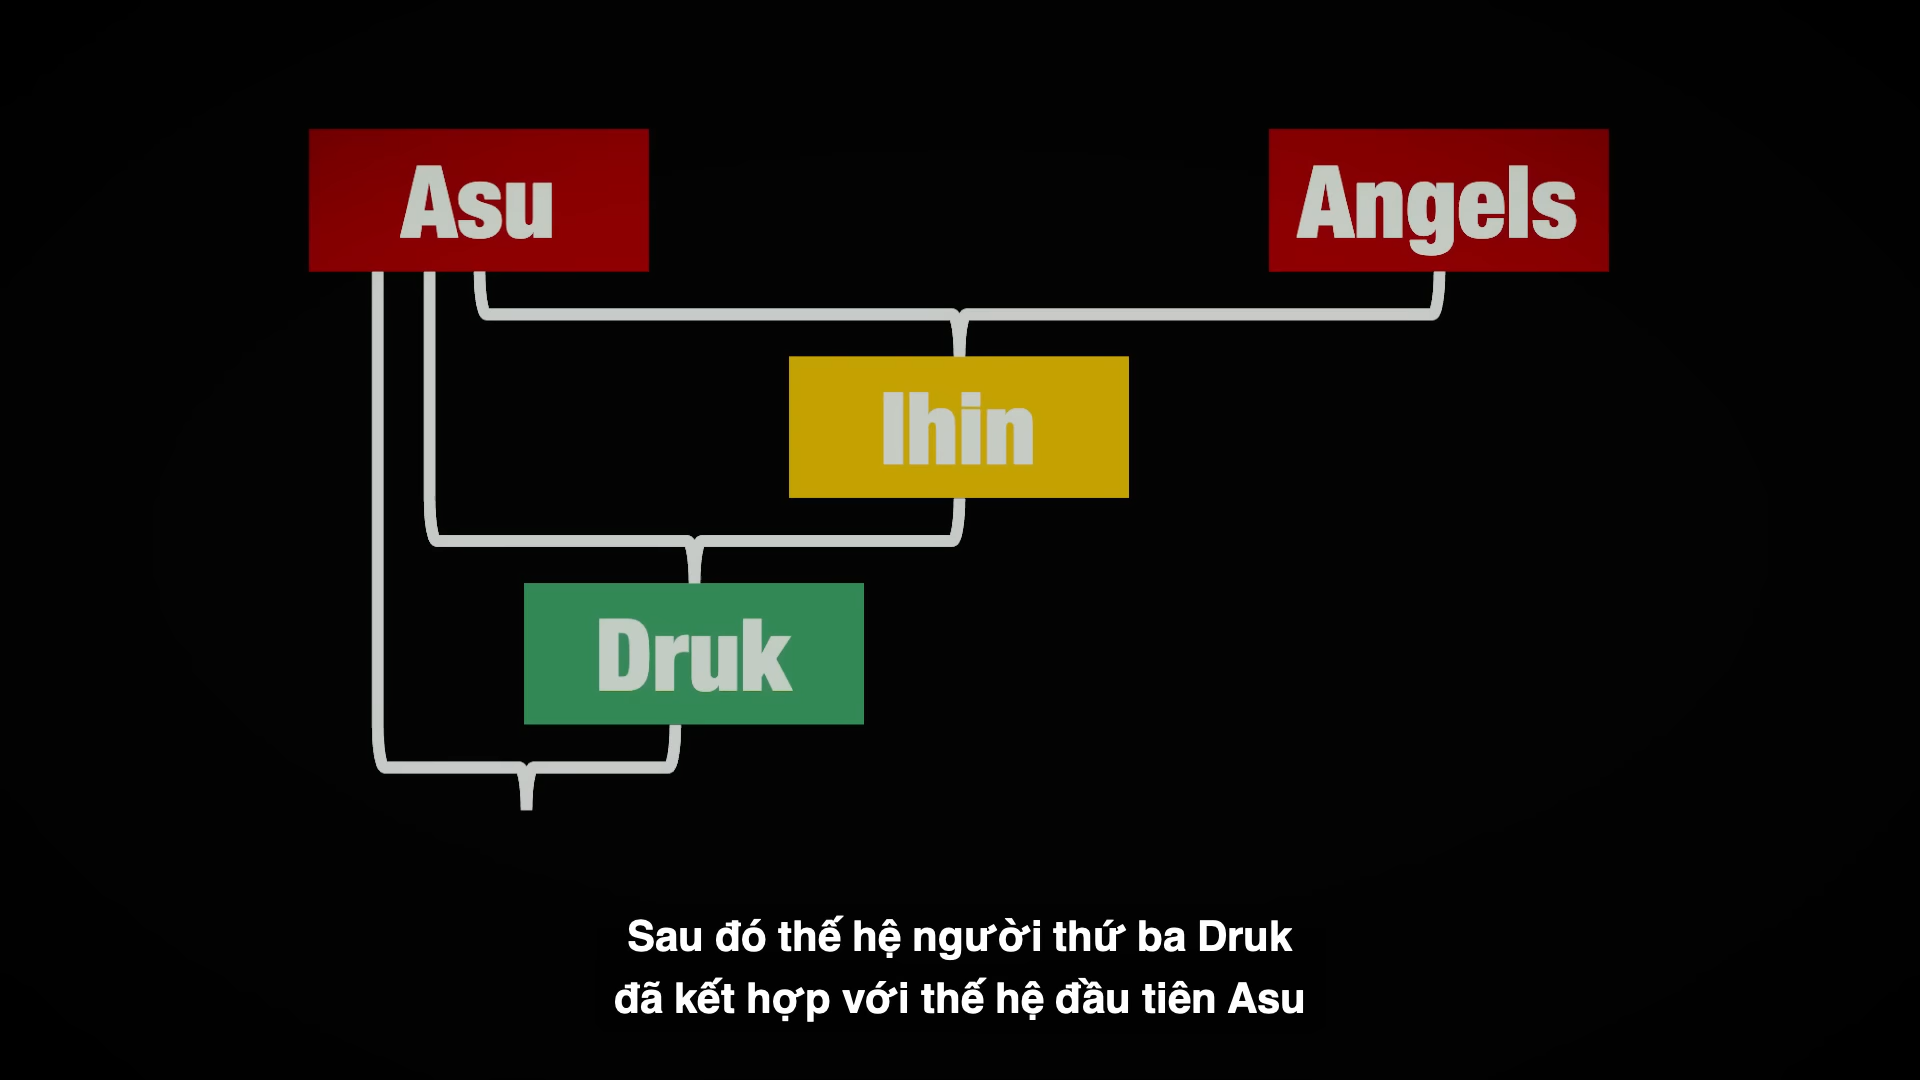 Asu
Angels
Ihin
Druk
Sau đó thế hệ người thứ ba Druk
đã kết hợp với thế hệ đầu tiên Asu